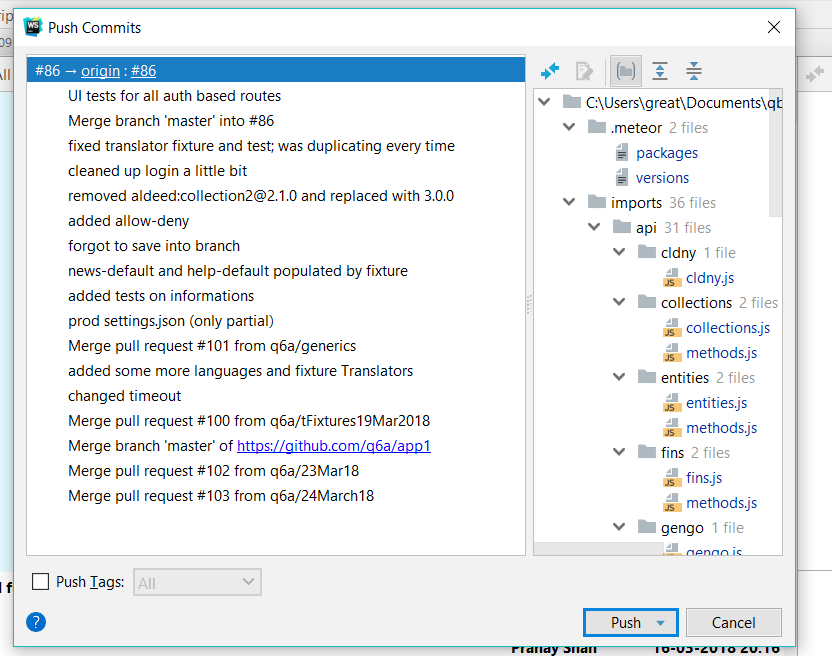 WS Push Commits
#86 → origin : #86
UI tests for all auth based routes
Merge branch 'master' into #86
fixed translator fixture and test; was duplicating every time
cleaned up login a little bit
removed aldeed:collection2@2.1.0 and replaced with 3.0.0
added allow-deny
forgot to save into branch
news-default and help-default populated by fixture
added tests on informations
prod settings.json (only partial)
Merge pull request #101 from q6a/generics
added some more languages and fixture Translators
changed timeout
Merge pull request #100 from q6a/tFixtures19Mar2018
Merge branch 'master' of https://github.com/q6a/app1
Merge pull request #102 from q6a/23Mar18
Merge pull request #103 from q6a/24March18
C:\Users\great\Documents\qb
.meteor 2 files
packages
versions
imports 36 files
api 31 files
cldny 1 file
JS cldny.js
collections 2 files
JS collections.js
JS methods.js
entities 2 files
JS entities.js
JS methods.js
fins 2 files
JS fins.js
JS methods.js
gengo 1 file
JS gengo.js
Push Tags: All
?
Push
Cancel
Pranay Shah
16-03-2018 20:16